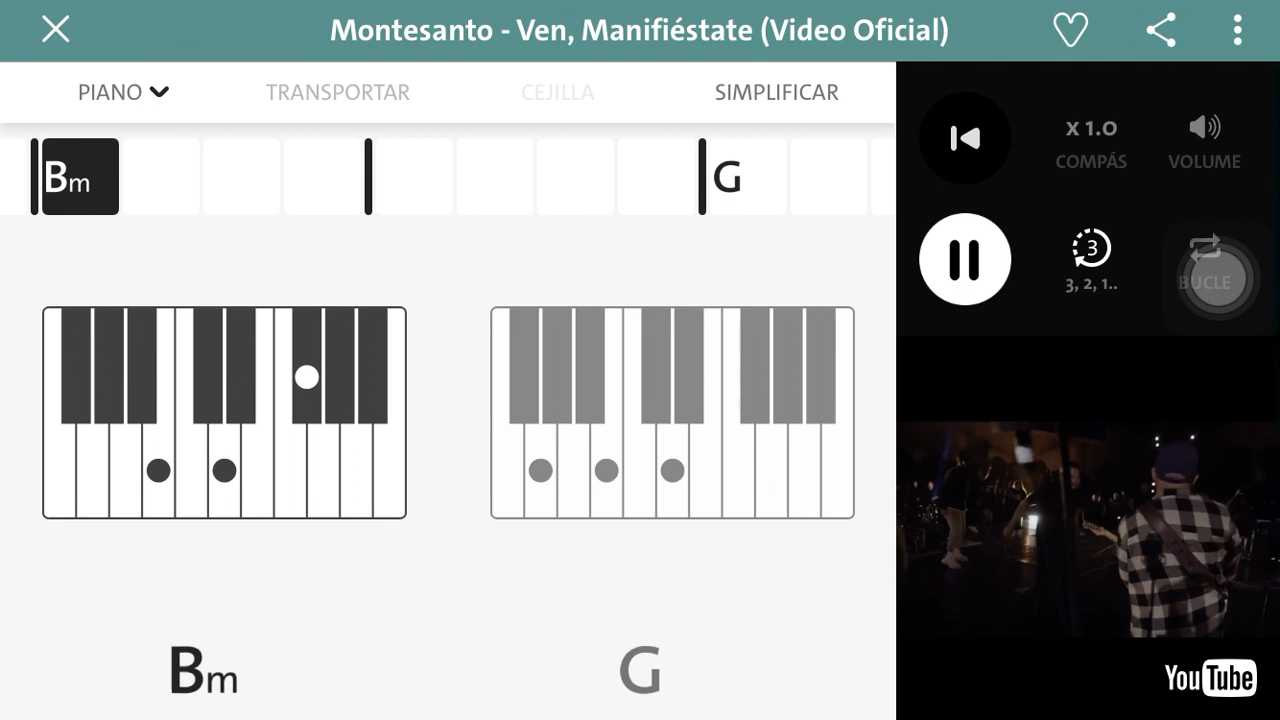 Montesanto - Ven, Manifiéstate (Video Oficial)
PIANO TRANSPORTAR CEJILLA SIMPLIFICAR
Bm G
X 1.0
COMPÁS
VOLUME
3
3, 2, 1..
BUCLE
Bm G
YouTube